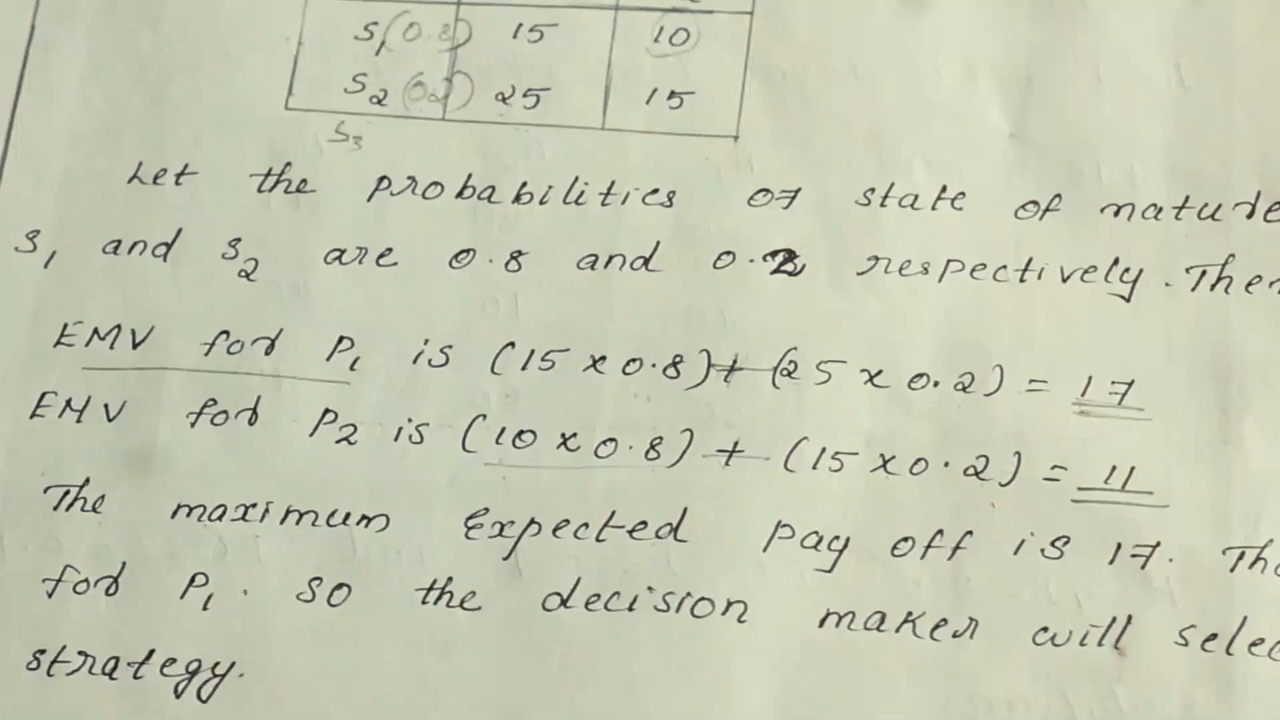 S1 (0.8) 15 10
S2 (0.2) 25 15
S3
Let the probabilities of state of nature
S1 and S2 are 0.8 and 0.2 respectively. Then
EMV for P1 is (15 x 0.8) + (25 x 0.2) = 17
EMV for P2 is (10 x 0.8) + (15 x 0.2) = 11
The maximum Expected pay off is 17.
for P1. so the decision maker will selec
strategy.